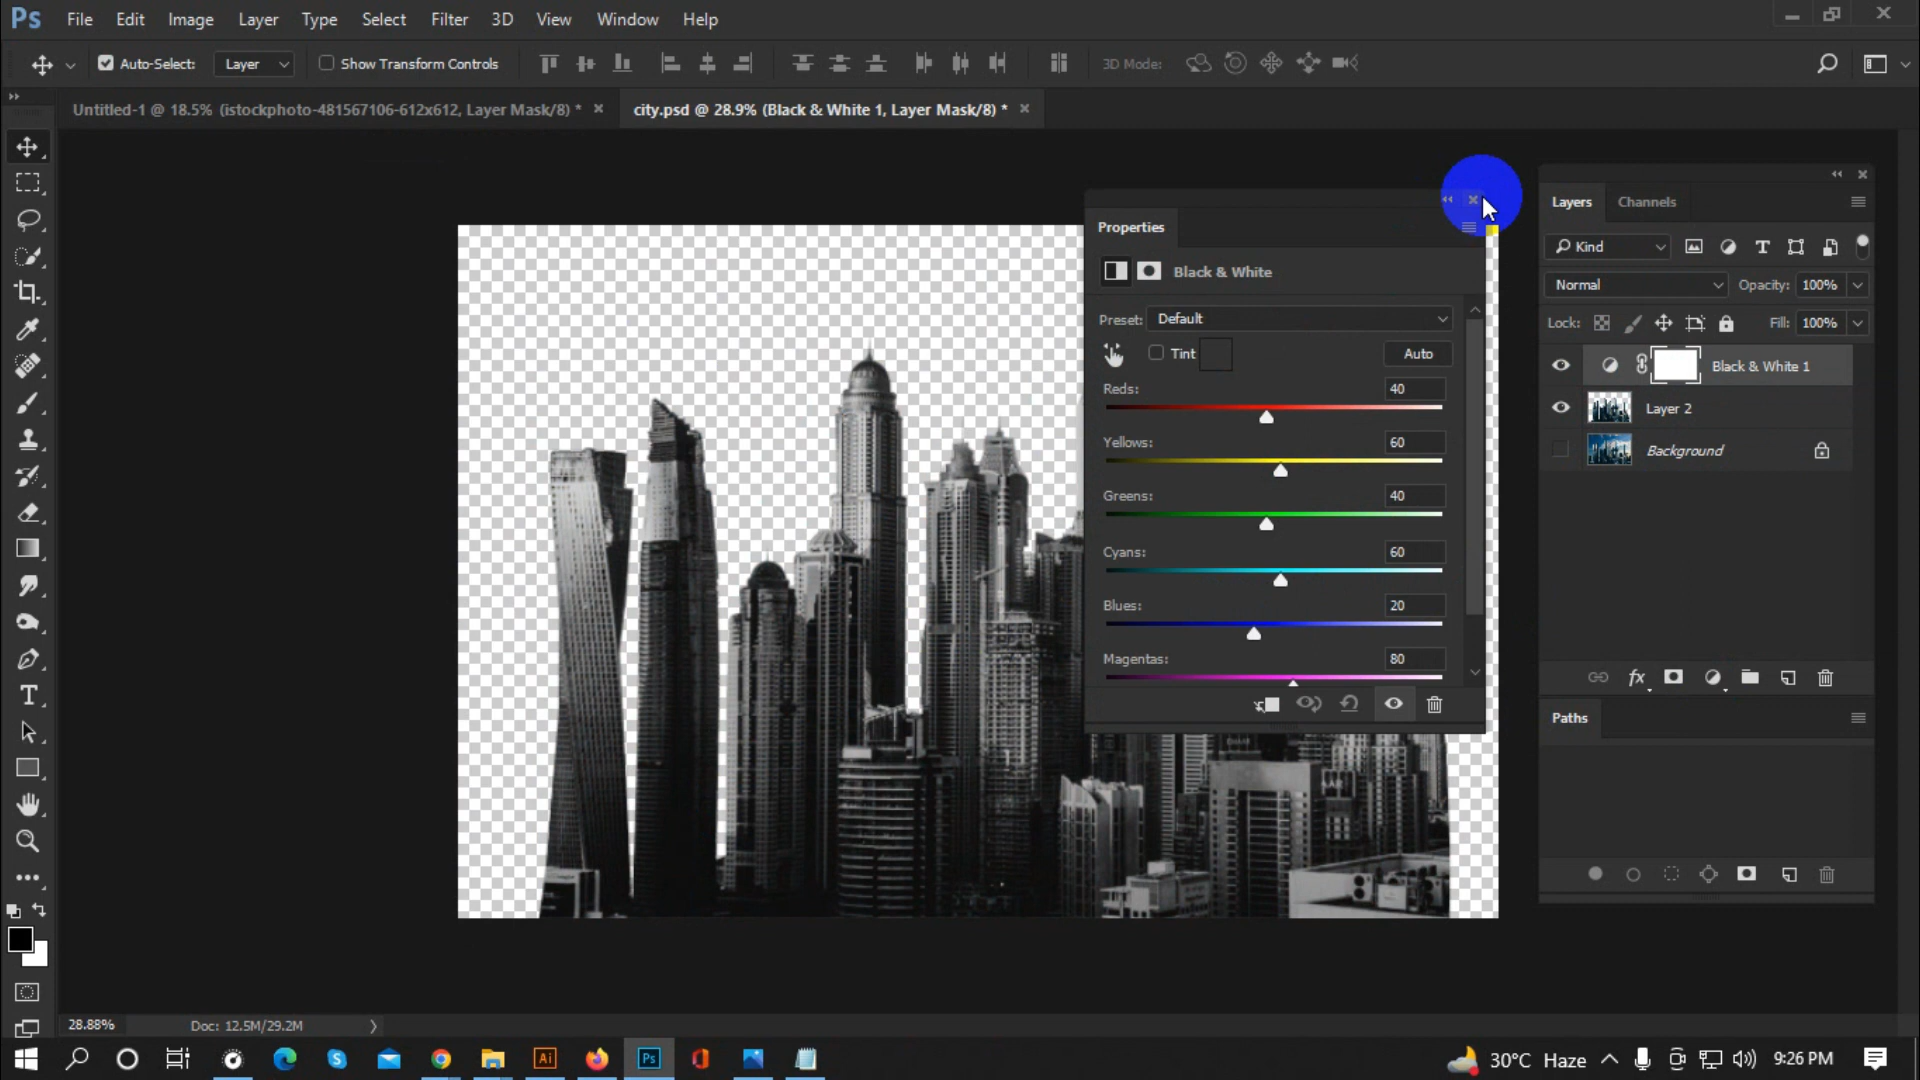 Ps File Edit Image Layer Type Select Filter 3D View Window Help
Auto-Select: Layer Show Transform Controls 3D Mode:
Untitled-1 @ 18.5% (istockphoto-481567106-612x612, Layer Mask/8) * city.psd @ 28.9% (Black & White 1, Layer Mask/8) *
Properties
Black & White
Preset: Default
Tint Auto
Reds: 40
Yellows: 60
Greens: 40
Cyans: 60
Blues: 20
Magentas: 80
Layers Channels
Kind
Normal Opacity: 100%
Lock: Fill: 100%
Black & White 1
Layer 2
Background
fx
Paths
28.88% Doc: 12.5M/29.2M
Ai Ps 30°C Haze 9:26 PM